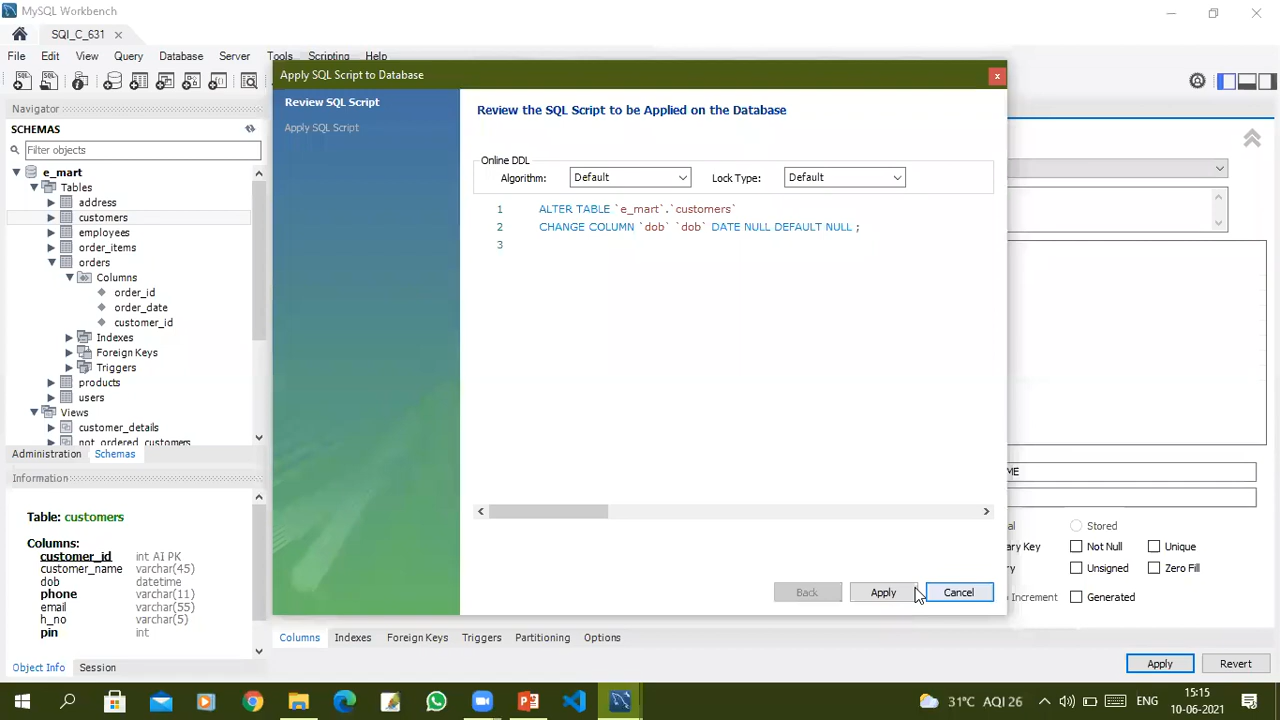 MySQL Workbench
SQl_C_631
File Edit View Query Database Server Tools Scripting Help
Navigator
SCHEMAS
Filter objects
e_mart
Tables
address
customers
employees
order_items
orders
Columns
order_id
order_date
customer_id
Indexes
Foreign Keys
Triggers
products
users
Views
customer_details
not_ordered_customers
Administration Schemas
Information
Table: customers
Columns:
customer_id int AI PK
customer_name varchar(45)
dob datetime
phone varchar(11)
email varchar(55)
h_no varchar(5)
pin int
Object Info Session
Apply SQL Script to Database
Review SQL Script
Apply SQL Script
Review the SQL Script to be Applied on the Database
Online DDL
Algorithm: Default Lock Type: Default
1 ALTER TABLE `e_mart`.`customers`
2 CHANGE COLUMN `dob` `dob` DATE NULL DEFAULT NULL ;
3
Back Apply Cancel
ME
al Stored
ary Key Not Null Unique
ry Unsigned Zero Fill
o Increment Generated
Columns Indexes Foreign Keys Triggers Partitioning Options
Apply Revert
31°C AQI 26 ENG 15:15
10-06-2021